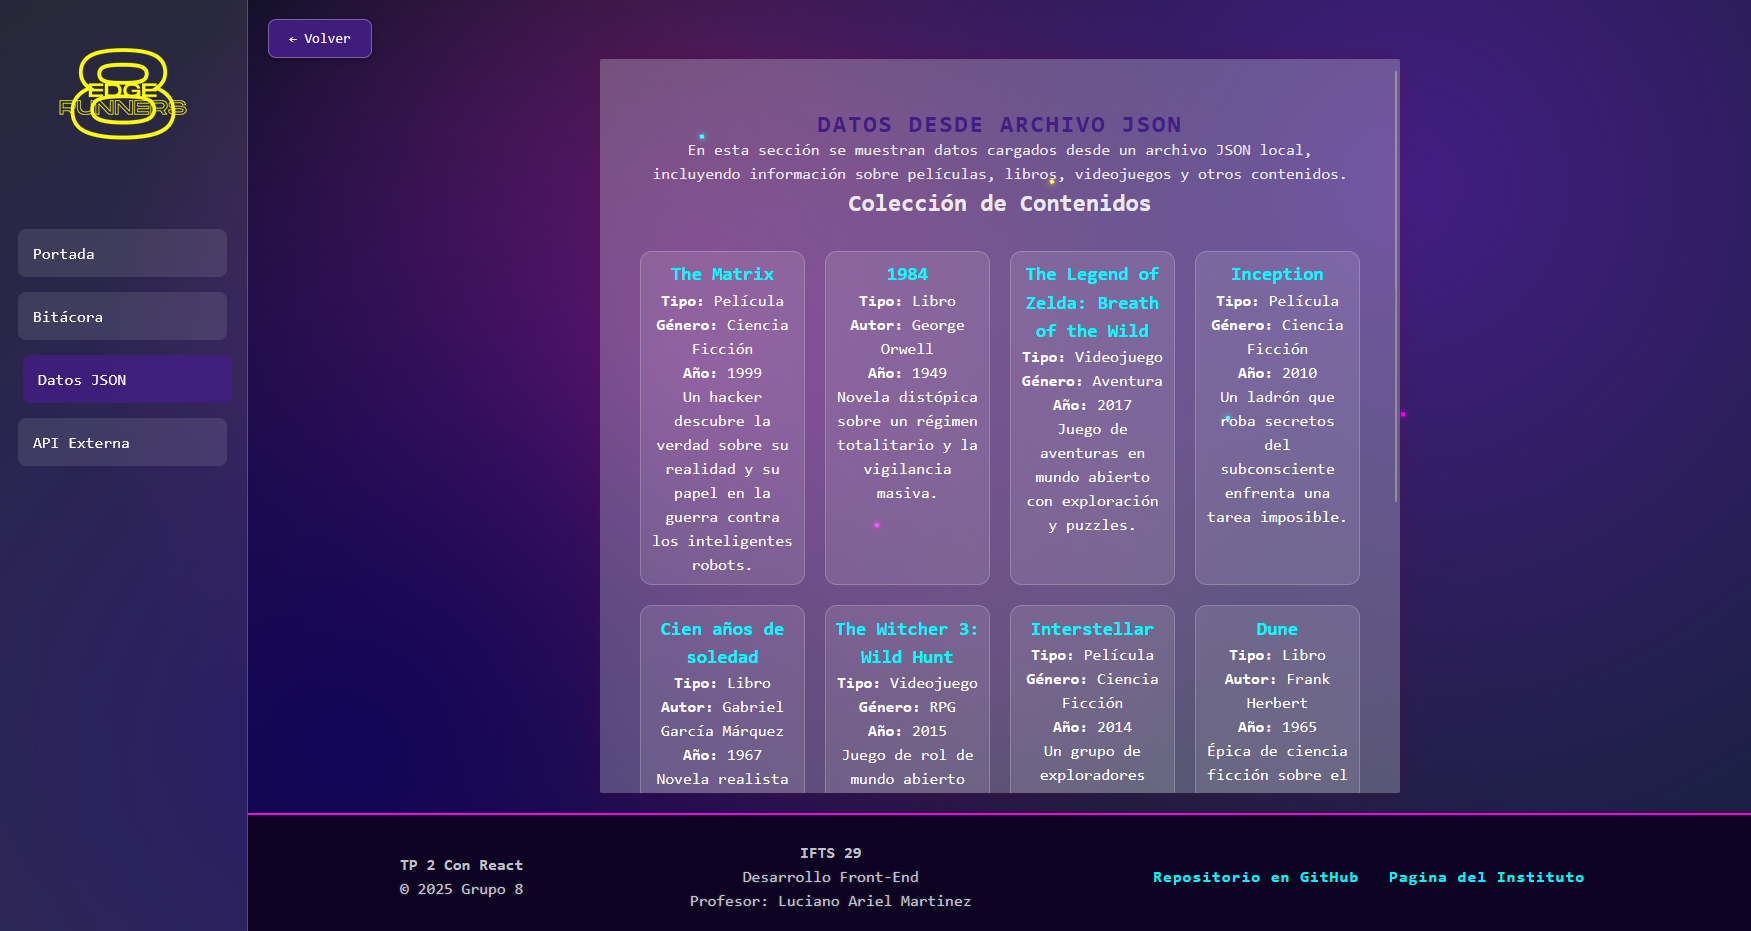 EDGE
RUNNERS
Portada
Bitácora
Datos JSON
API Externa
← Volver
DATOS DESDE ARCHIVO JSON
En esta sección se muestran datos cargados desde un archivo JSON local,
incluyendo información sobre películas, libros, videojuegos y otros contenidos.
Colección de Contenidos
The Matrix
Tipo: Película
Género: Ciencia
Ficción
Año: 1999
Un hacker
descubre la
verdad sobre su
realidad y su
papel en la
guerra contra
los inteligentes
robots.
1984
Tipo: Libro
Autor: George
Orwell
Año: 1949
Novela distópica
sobre un régimen
totalitario y la
vigilancia
masiva.
The Legend of
Zelda: Breath
of the Wild
Tipo: Videojuego
Género: Aventura
Año: 2017
Juego de
aventuras en
mundo abierto
con exploración
y puzzles.
Inception
Tipo: Película
Género: Ciencia
Ficción
Año: 2010
Un ladrón que
roba secretos
del
subconsciente
enfrenta una
tarea imposible.
Cien años de
soledad
Tipo: Libro
Autor: Gabriel
García Márquez
Año: 1967
Novela realista
The Witcher 3:
Wild Hunt
Tipo: Videojuego
Género: RPG
Año: 2015
Juego de rol de
mundo abierto
Interstellar
Tipo: Película
Género: Ciencia
Ficción
Año: 2014
Un grupo de
exploradores
Dune
Tipo: Libro
Autor: Frank
Herbert
Año: 1965
Épica de ciencia
ficción sobre el
TP 2 Con React
© 2025 Grupo 8
IFTS 29
Desarrollo Front-End
Profesor: Luciano Ariel Martinez
Repositorio en GitHub
Pagina del Instituto